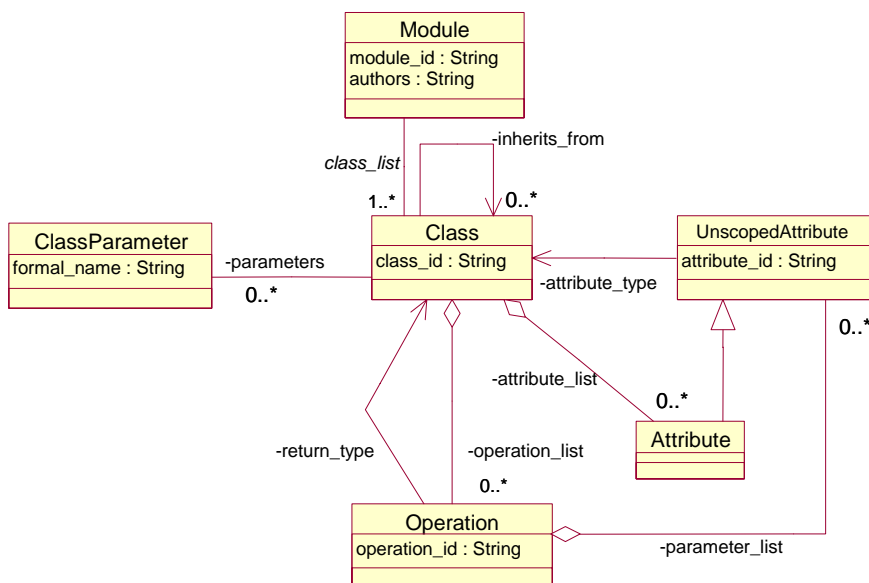 Module
module_id : String
authors : String
-inherits_from
class_list
1..*
0..*
ClassParameter
formal_name : String
-parameters
0..*
Class
class_id : String
UnscopedAttribute
attribute_id : String
-attribute_type
0..*
-attribute_list
0..*
Attribute
-return_type
-operation_list
0..*
Operation
operation_id : String
-parameter_list